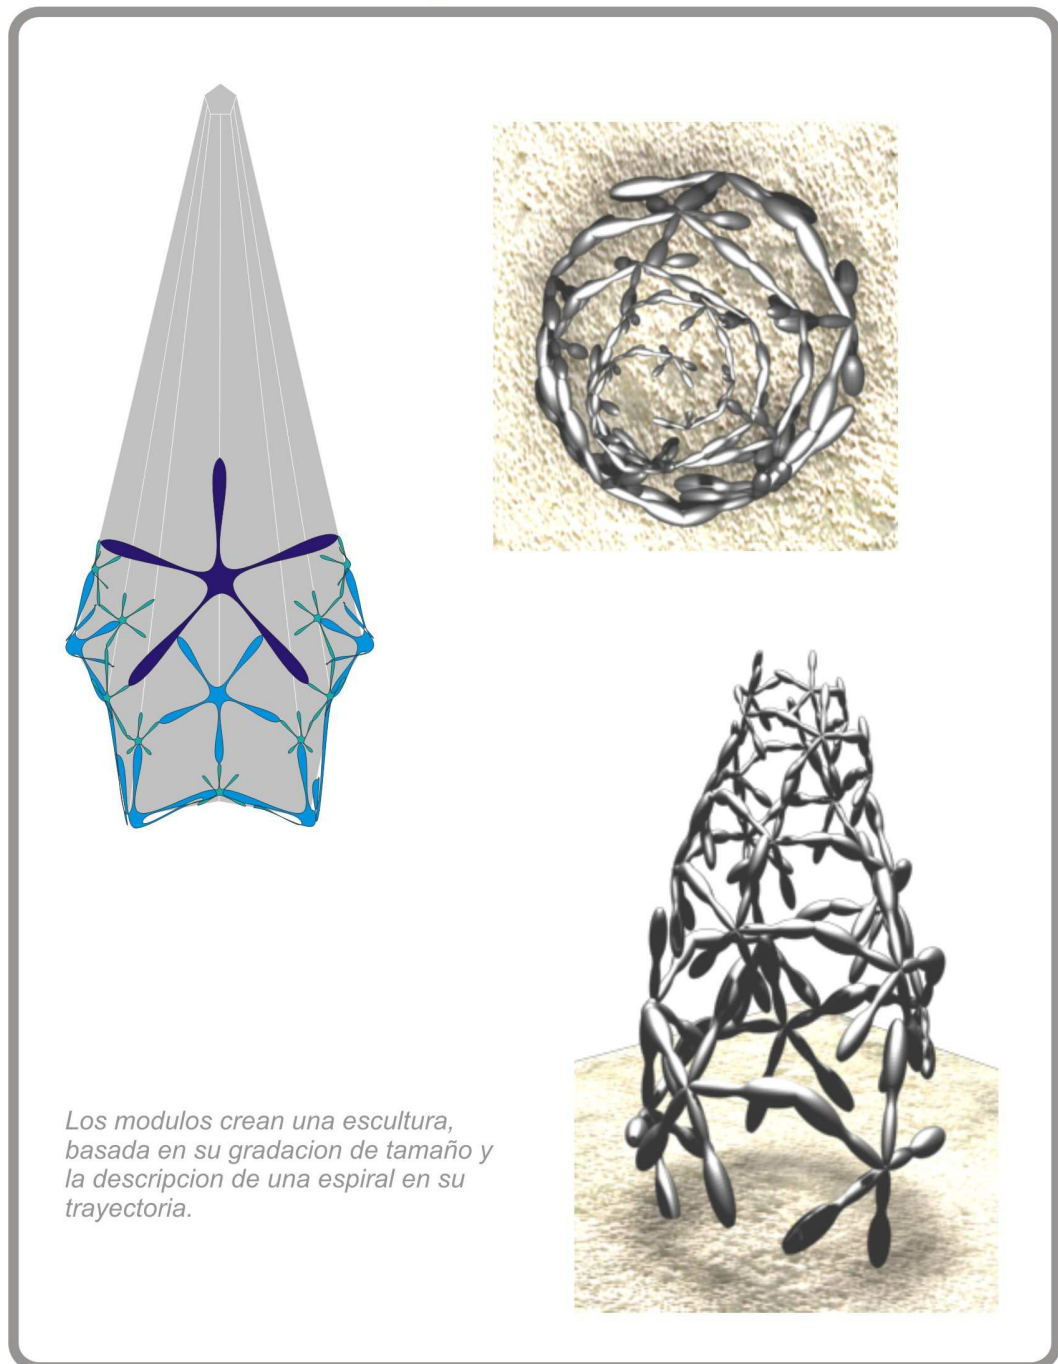 Los modulos crean una escultura,
basada en su gradacion de tamaño y
la descripcion de una espiral en su
trayectoria.